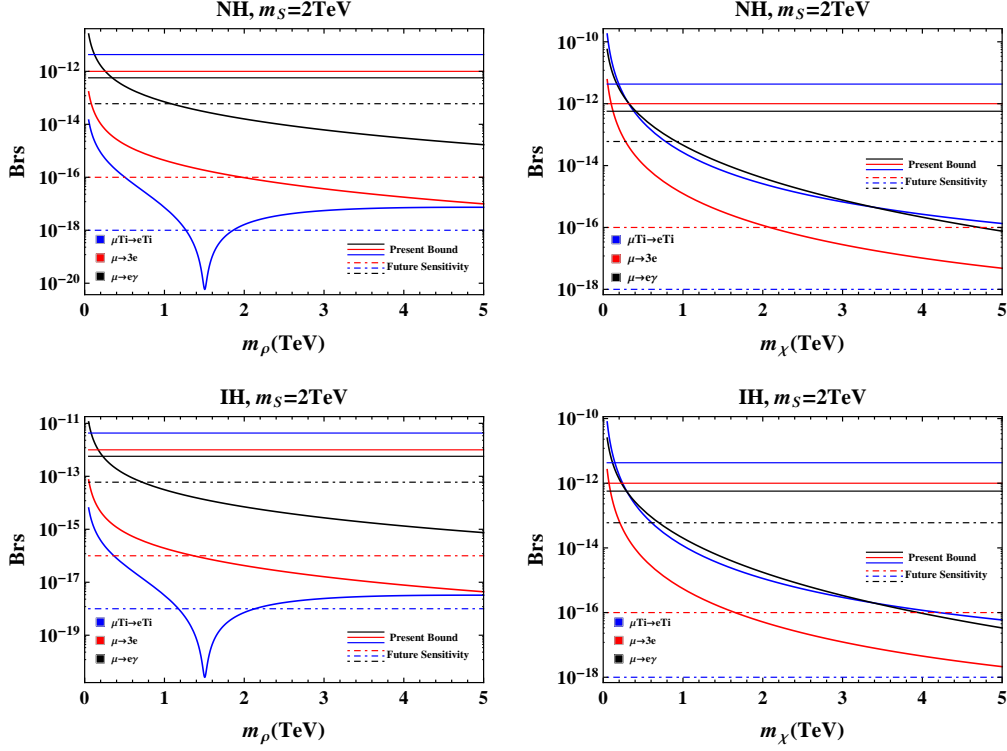 NH, m_S=2TeV
Brs
10^-12
10^-14
10^-16
10^-18
10^-20
μTi→eTi
μ→3e
μ→eγ
Present Bound
Future Sensitivity
0 1 2 3 4 5
m_ρ(TeV)
NH, m_S=2TeV
Brs
10^-10
10^-12
10^-14
10^-16
10^-18
Present Bound
Future Sensitivity
μTi→eTi
μ→3e
μ→eγ
0 1 2 3 4 5
m_χ(TeV)
IH, m_S=2TeV
Brs
10^-11
10^-13
10^-15
10^-17
10^-19
μTi→eTi
μ→3e
μ→eγ
Present Bound
Future Sensitivity
0 1 2 3 4 5
m_ρ(TeV)
IH, m_S=2TeV
Brs
10^-10
10^-12
10^-14
10^-16
10^-18
Present Bound
Future Sensitivity
μTi→eTi
μ→3e
μ→eγ
0 1 2 3 4 5
m_χ(TeV)